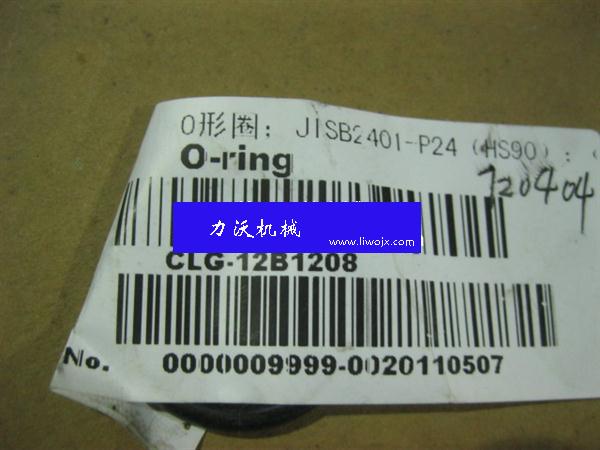 O形圈：JISB2401-P24（HS90）：
O-ring
720404
力沃机械
www.liwojx.com
CLG-12B1208
No. 0000009999-0020110507